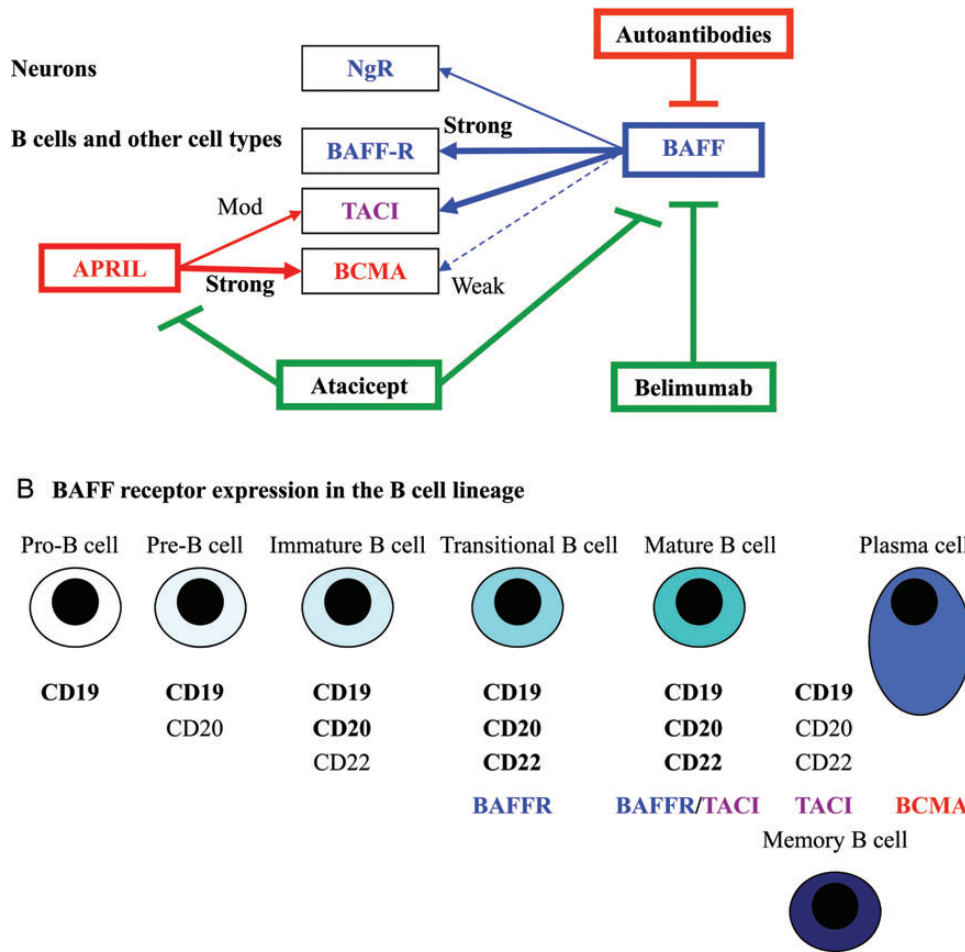 Autoantibodies
Neurons
NgR
B cells and other cell types
Strong
BAFF-R
BAFF
Mod
TACI
APRIL
Strong
BCMA
Weak
Atacicept
Belimumab
B BAFF receptor expression in the B cell lineage
Pro-B cell Pre-B cell Immature B cell Transitional B cell Mature B cell Plasma cell
CD19 CD19 CD19 CD19 CD19 CD19
CD20 CD20 CD20 CD20 CD20
CD22 CD22 CD22 CD22
BAFFR BAFFR/TACI TACI BCMA
Memory B cell